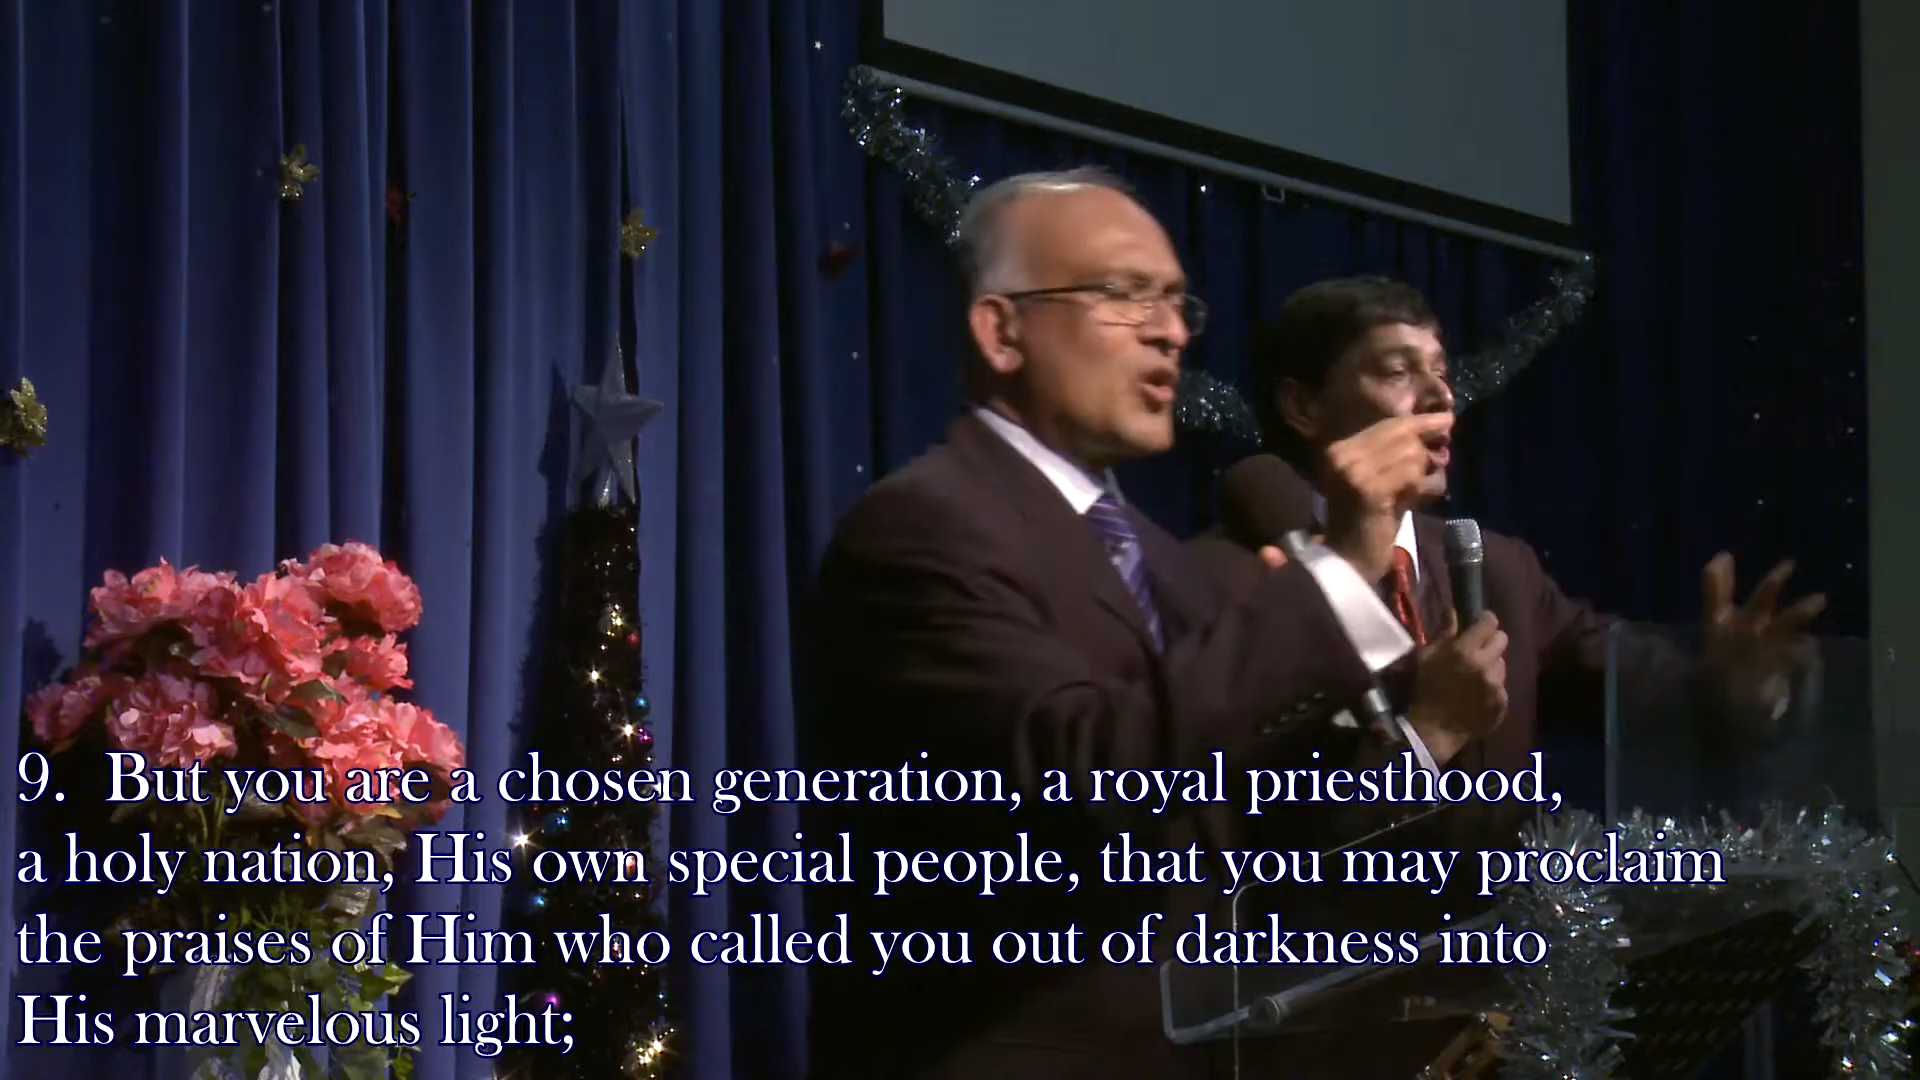 9. But you are a chosen generation, a royal priesthood,
a holy nation, His own special people, that you may proclaim
the praises of Him who called you out of darkness into
His marvelous light;